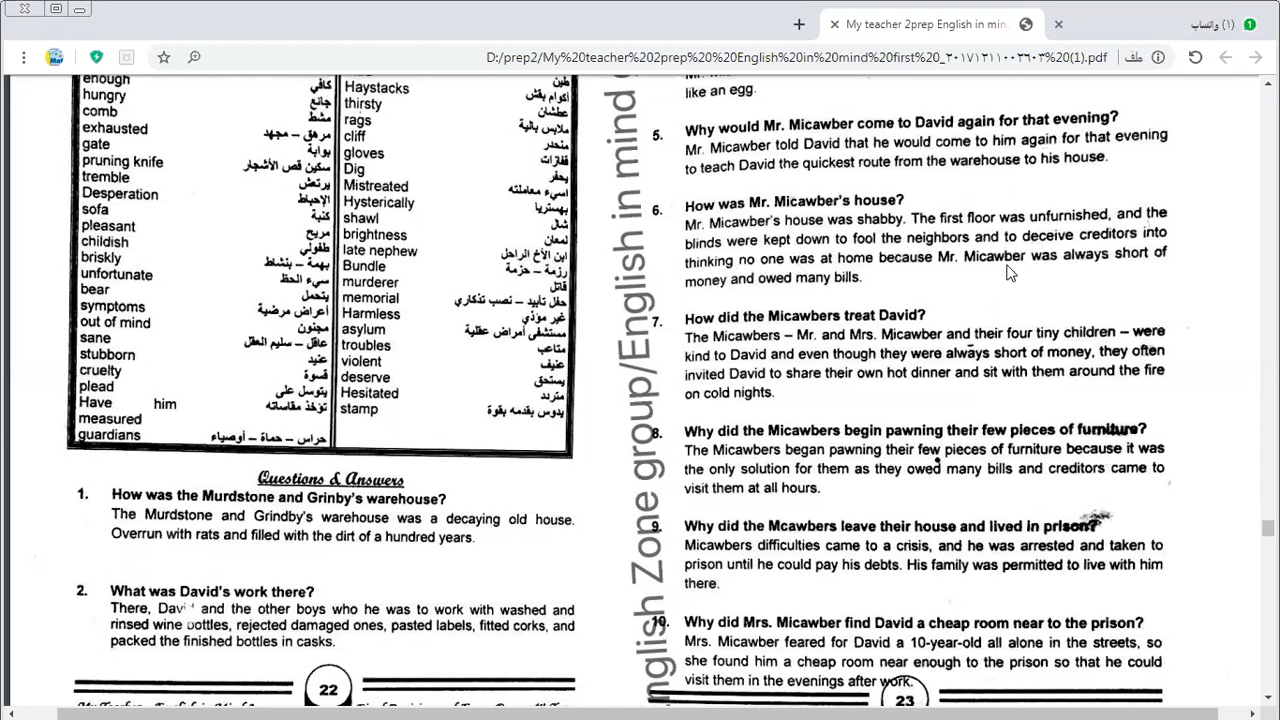 My teacher 2prep English in min
(١) واتساب
1
D:/prep2/My%20teacher%202prep%20%20English%20in%20mind%20first%20_٢٠١٧١٢١١٠٠٢٦٠٣%20(1).pdf
ملف
enough كافي
hungry جائع
comb مشط
exhausted مرهق – مجهد
gate بوابة
pruning knife سكين قص الأشجار
tremble يرتعش
Desperation الإحباط
sofa كنبة
pleasant مريح
childish طفولي
briskly بهمة – بنشاط
unfortunate سيء الحظ
bear يتحمل
symptoms أعراض مرضية
out of mind مجنون
sane عاقل – سليم العقل
stubborn عنيد
cruelty قسوة
plead يتوسل على
Have him تؤخذ مقاساته
measured
guardians حراس – حماة – أوصياء
طين
Haystacks أكوام بقش
thirsty عطشان
rags ملابس بالية
cliff منحدر
gloves قفازات
Dig يحفر
Mistreated اسيء معاملته
Hysterically بهستريا
shawl شال
brightness لمعان
late nephew ابن الأخ الراحل
Bundle رزمة – حزمة
murderer قاتل
memorial حفل تأبيد – نصب تذكاري
Harmless غير مؤذي
asylum مستشفى أمراض عقلية
troubles متاعب
violent عنيف
deserve يستحق
Hesitated متردد
stamp يدوس بقدمه بقوة
Questions & Answers
1. How was the Murdstone and Grinby's warehouse?
The Murdstone and Grindby's warehouse was a decaying old house.
Overrun with rats and filled with the dirt of a hundred years.
2. What was David's work there?
There, Davi and the other boys who he was to work with washed and
rinsed wine bottles, rejected damaged ones, pasted labels, fitted corks, and
packed the finished bottles in casks.
22
English Zone group/English in mind
like an egg.
5. Why would Mr. Micawber come to David again for that evening?
Mr. Micawber told David that he would come to him again for that evening
to teach David the quickest route from the warehouse to his house.
6. How was Mr. Micawber's house?
Mr. Micawber's house was shabby. The first floor was unfurnished, and the
blinds were kept down to fool the neighbors and to deceive creditors into
thinking no one was at home because Mr. Micawber was always short of
money and owed many bills.
7. How did the Micawbers treat David?
The Micawbers – Mr. and Mrs. Micawber and their four tiny children – were
kind to David and even though they were always short of money, they often
invited David to share their own hot dinner and sit with them around the fire
on cold nights.
8. Why did the Micawbers begin pawning their few pieces of furniture?
The Micawbers began pawning their few pieces of furniture because it was
the only solution for them as they owed many bills and creditors came to
visit them at all hours.
9. Why did the Mcawbers leave their house and lived in prison?
Micawbers difficulties came to a crisis, and he was arrested and taken to
prison until he could pay his debts. His family was permitted to live with him
there.
10. Why did Mrs. Micawber find David a cheap room near to the prison?
Mrs. Micawber feared for David a 10-year-old all alone in the streets, so
she found him a cheap room near enough to the prison so that he could
visit them in the evenings after work.
23